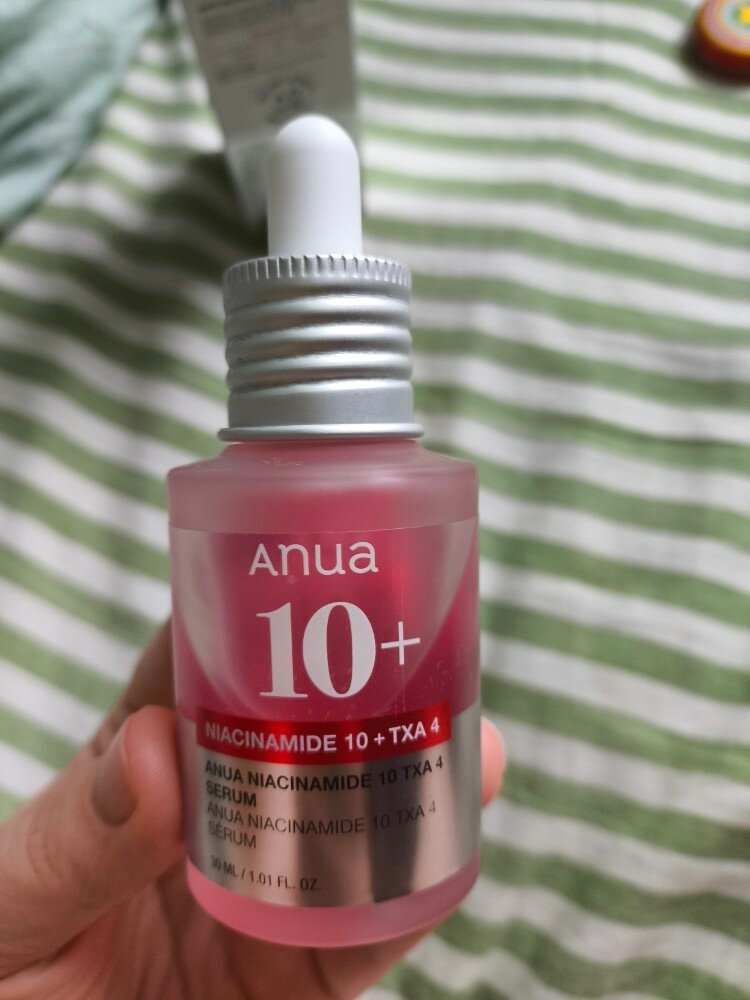 Anua
10+
NIACINAMIDE 10 + TXA 4
ANUA NIACINAMIDE 10 TXA 4
SERUM
ANUA NIACINAMIDE 10 TXA 4
SÉRUM
30 ML / 1.01 FL. OZ.